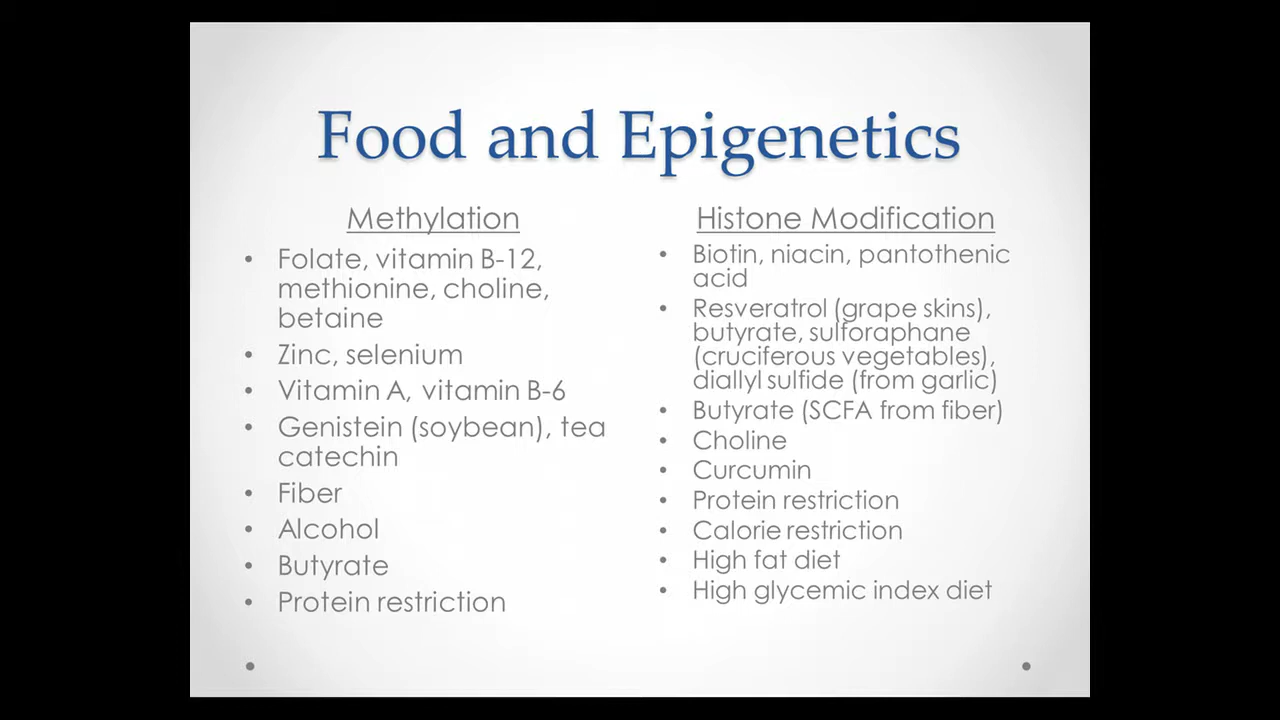 Food and Epigenetics
Methylation
• Folate, vitamin B-12,
methionine, choline,
betaine
• Zinc, selenium
• Vitamin A, vitamin B-6
• Genistein (soybean), tea
catechin
• Fiber
• Alcohol
• Butyrate
• Protein restriction
Histone Modification
• Biotin, niacin, pantothenic
acid
• Resveratrol (grape skins),
butyrate, sulforaphane
(cruciferous vegetables),
diallyl sulfide (from garlic)
• Butyrate (SCFA from fiber)
• Choline
• Curcumin
• Protein restriction
• Calorie restriction
• High fat diet
• High glycemic index diet